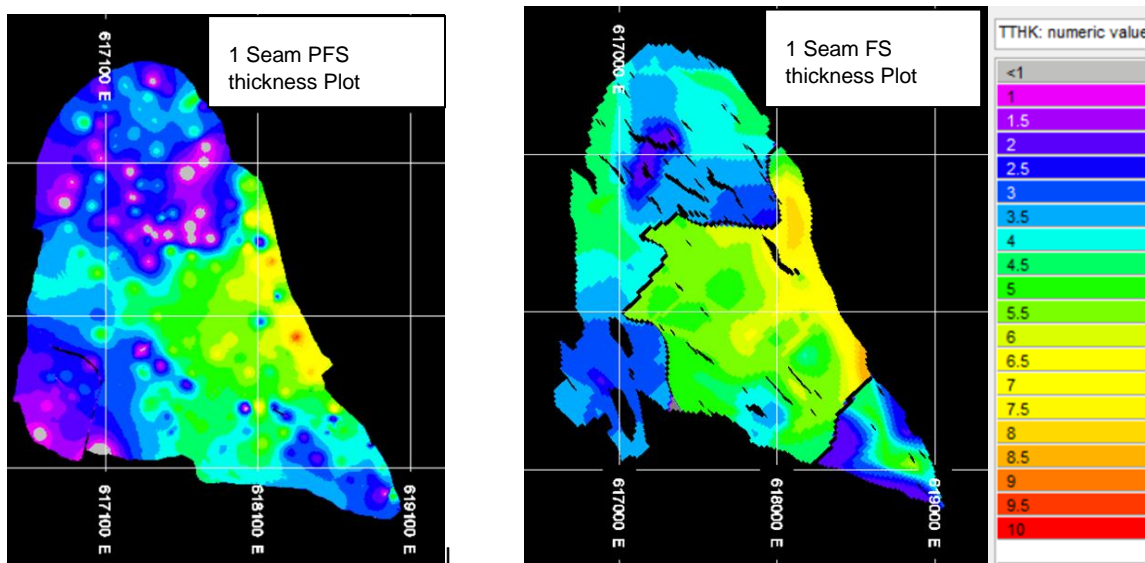 1 Seam PFS
thickness Plot
617100 E
617100 E
618100 E
619100 E
1 Seam FS
thickness Plot
617000 E
617000 E
618000 E
619000 E
TTHK: numeric value
<1
1
1.5
2
2.5
3
3.5
4
4.5
5
5.5
6
6.5
7
7.5
8
8.5
9
9.5
10